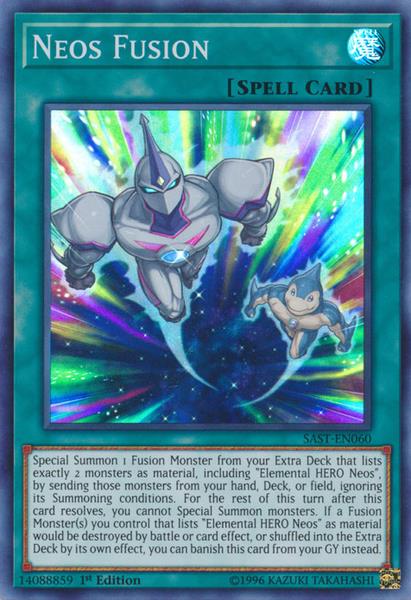 NEOS FUSION
魔
[SPELL CARD]
SAST-EN060
Special Summon 1 Fusion Monster from your Extra Deck that lists
exactly 2 monsters as material, including "Elemental HERO Neos",
by sending those monsters from your hand, Deck, or field, ignoring
its Summoning conditions. For the rest of this turn after this
card resolves, you cannot Special Summon monsters. If a Fusion
Monster(s) you control that lists "Elemental HERO Neos" as material
would be destroyed by battle or card effect, or shuffled into the Extra
Deck by its own effect, you can banish this card from your GY instead.
14088859 1st Edition ©1996 KAZUKI TAKAHASHI